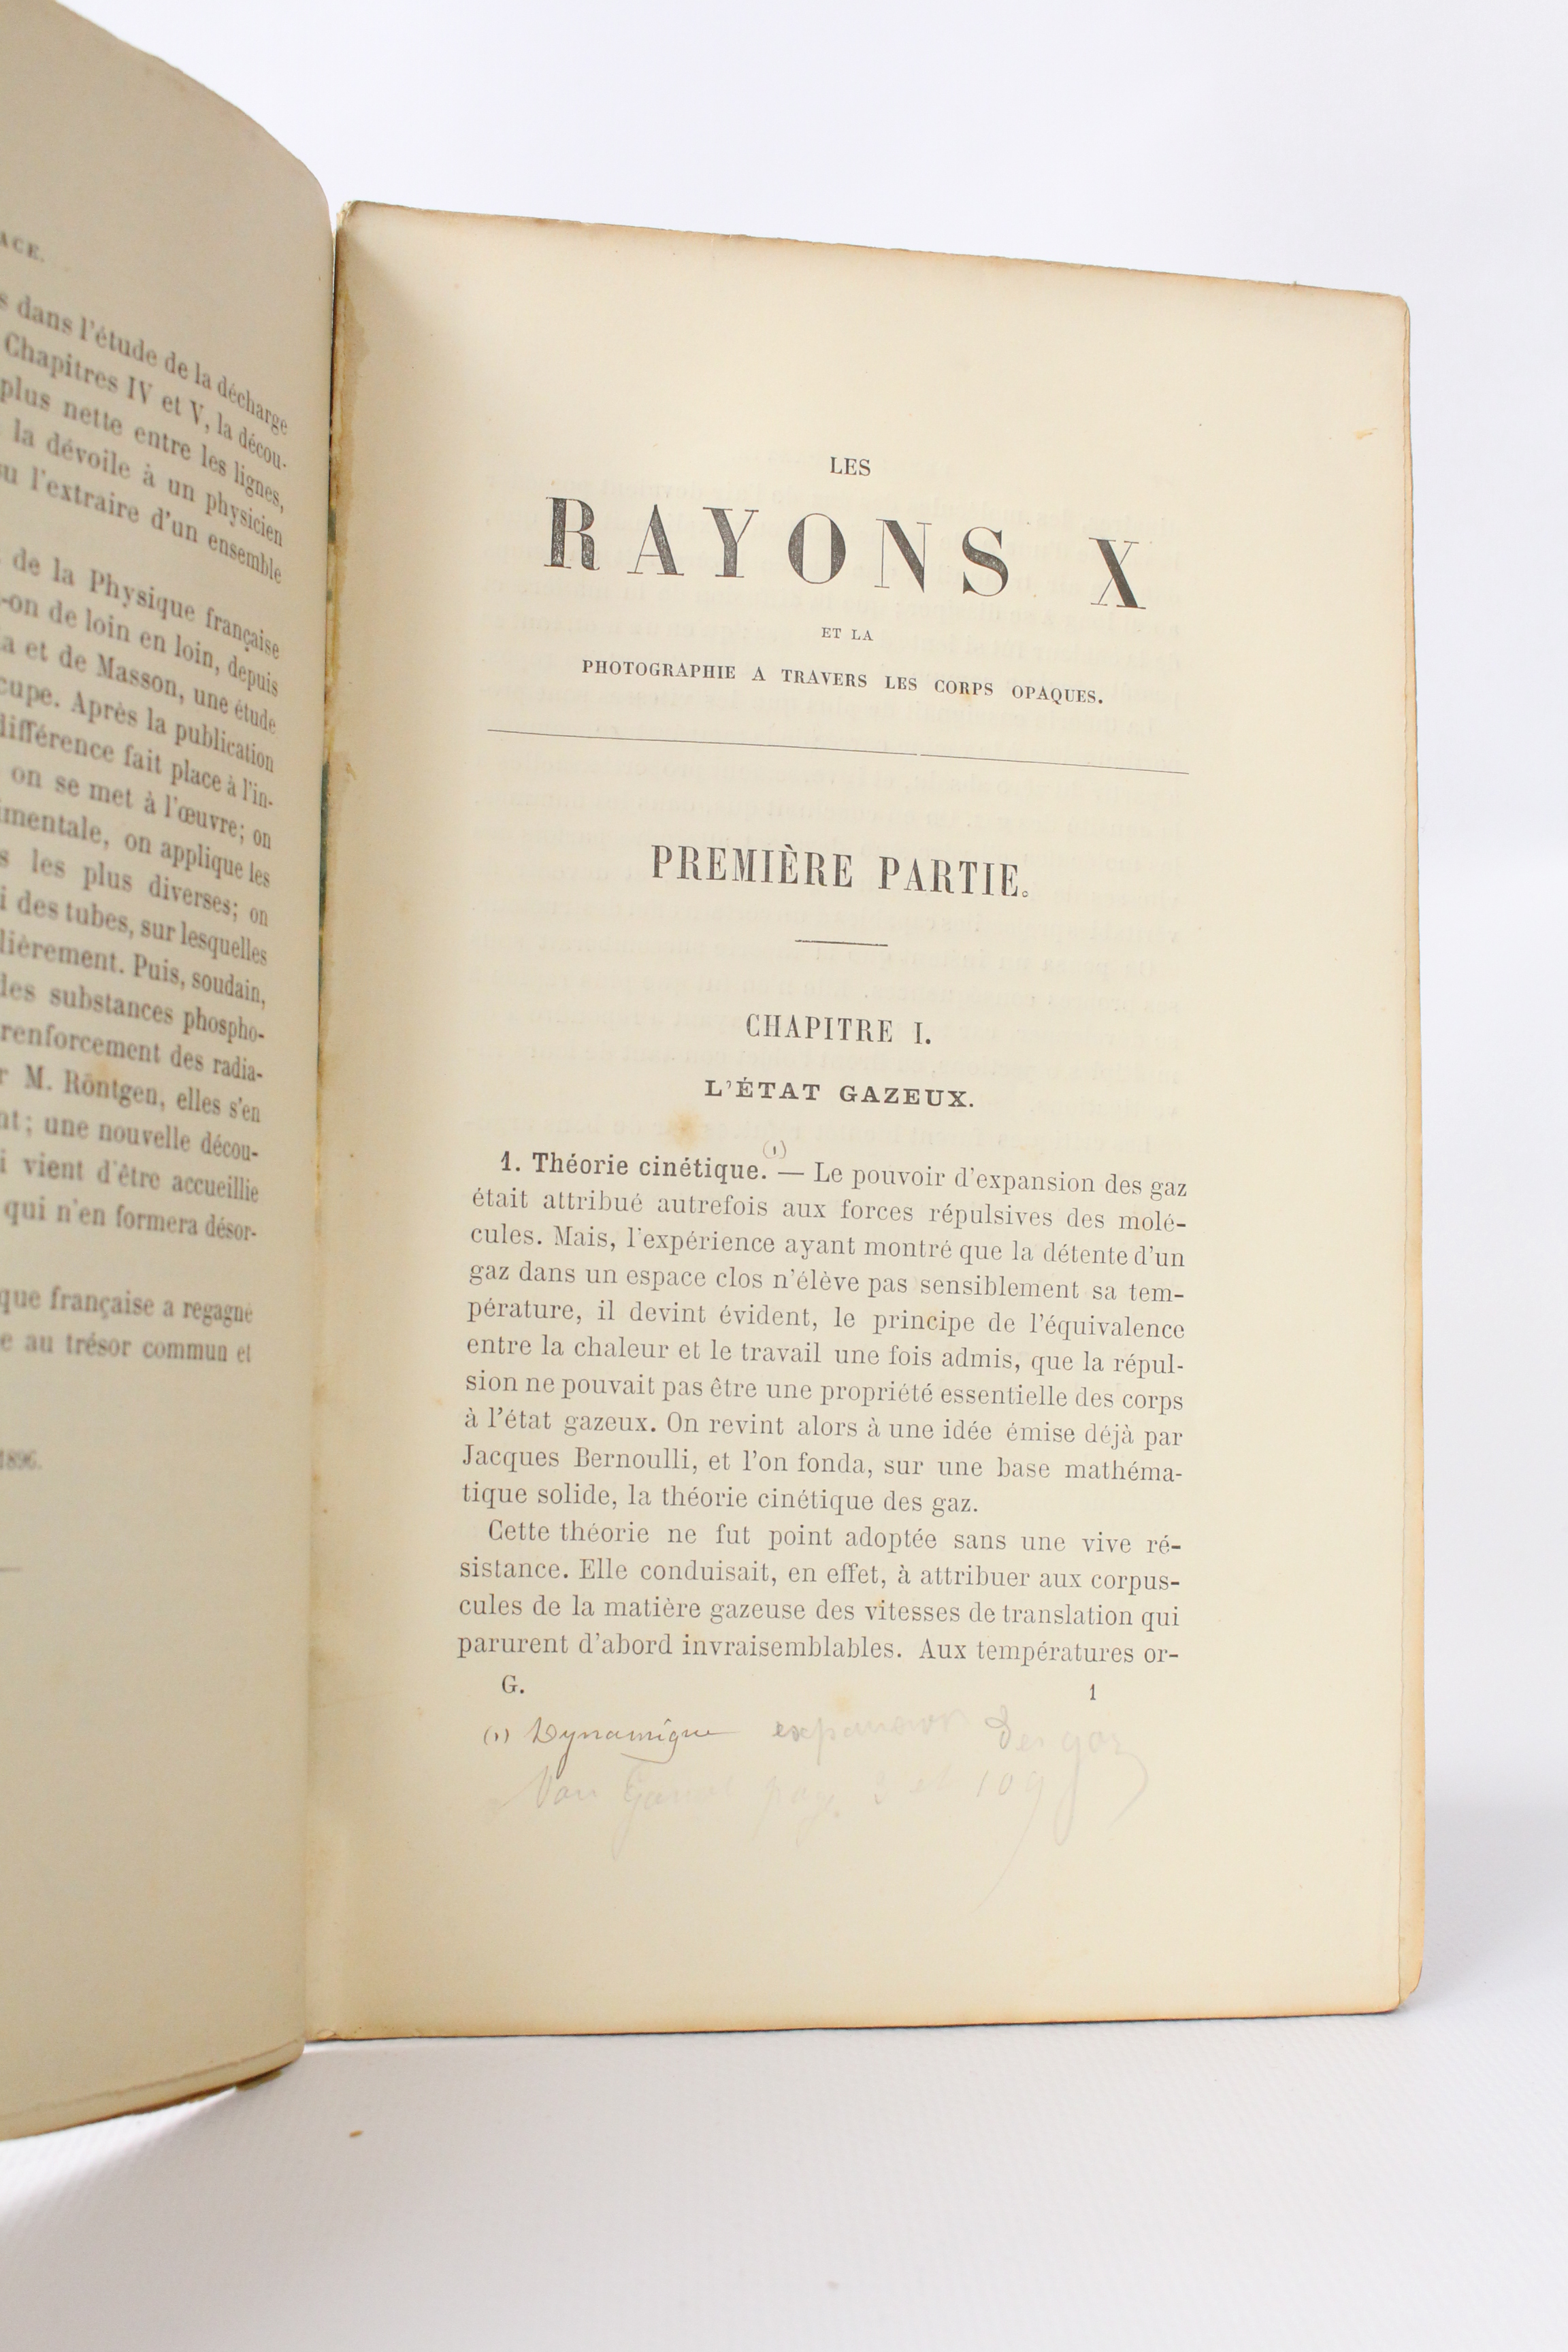 ACE.
dans l'étude de la décharge
Chapitres IV et V, la décou-
plus nette entre les lignes,
la dévoile à un physicien
l'extraire d'un ensemble
de la Physique française
-on de loin en loin, depuis
et de Masson, une étude
cupe. Après la publication
différence fait place à l'in-
on se met à l'œuvre; on
imentale, on applique les
les plus diverses; on
des tubes, sur lesquelles
lièrement. Puis, soudain,
des substances phospho-
renforcement des radia-
M. Röntgen, elles s'en
nt; une nouvelle décou-
vient d'être accueillie
qui n'en formera désor-
que française a regagné
au trésor commun et
1896.
LES
RAYONS X
ET LA
PHOTOGRAPHIE A TRAVERS LES CORPS OPAQUES.
PREMIÈRE PARTIE.
CHAPITRE I.
L'ÉTAT GAZEUX.
1. Théorie cinétique. (1) — Le pouvoir d'expansion des gaz
était attribué autrefois aux forces répulsives des molé-
cules. Mais, l'expérience ayant montré que la détente d'un
gaz dans un espace clos n'élève pas sensiblement sa tem-
pérature, il devint évident, le principe de l'équivalence
entre la chaleur et le travail une fois admis, que la répul-
sion ne pouvait pas être une propriété essentielle des corps
à l'état gazeux. On revint alors à une idée émise déjà par
Jacques Bernoulli, et l'on fonda, sur une base mathéma-
tique solide, la théorie cinétique des gaz.
Cette théorie ne fut point adoptée sans une vive ré-
sistance. Elle conduisait, en effet, à attribuer aux corpus-
cules de la matière gazeuse des vitesses de translation qui
parurent d'abord invraisemblables. Aux températures or-
G. 1
(1) Dynamique